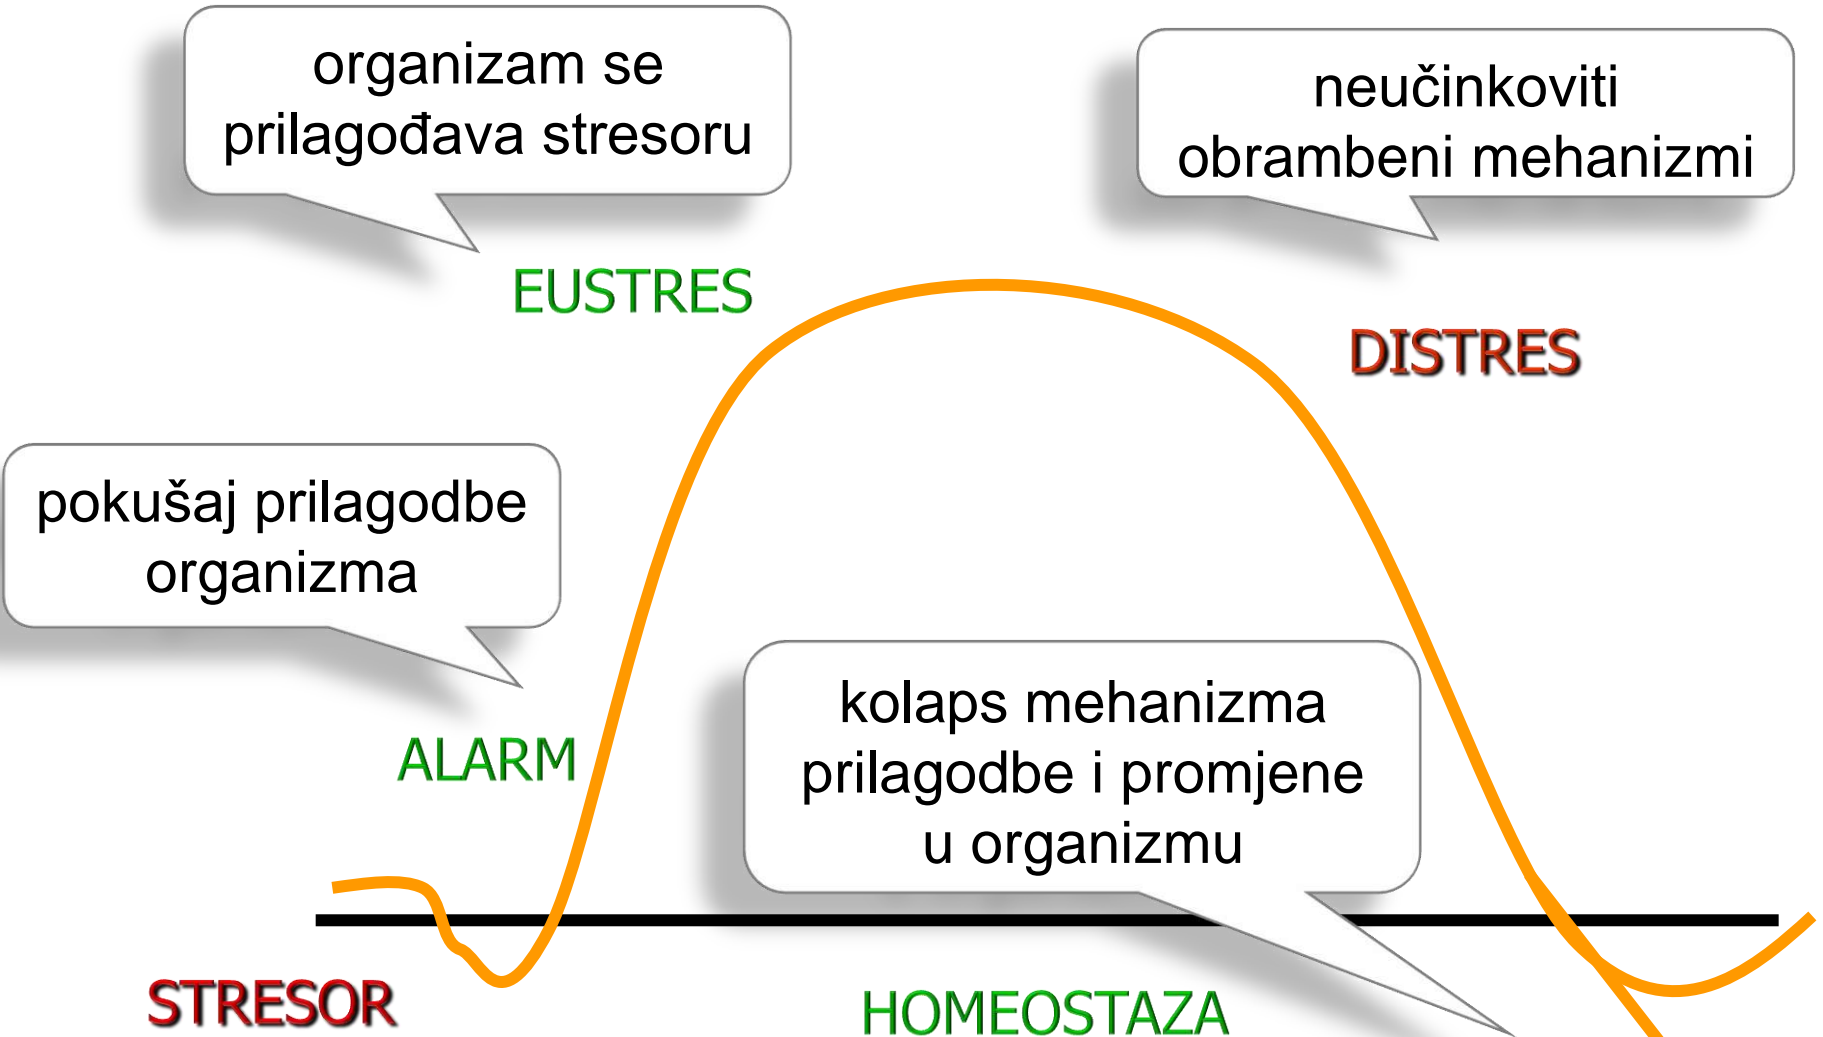 organizam se
prilagođava stresoru
neučinkoviti
obrambeni mehanizmi
EUSTRES
DISTRES
pokušaj prilagodbe
organizma
ALARM
kolaps mehanizma
prilagodbe i promjene
u organizmu
STRESOR
HOMEOSTAZA